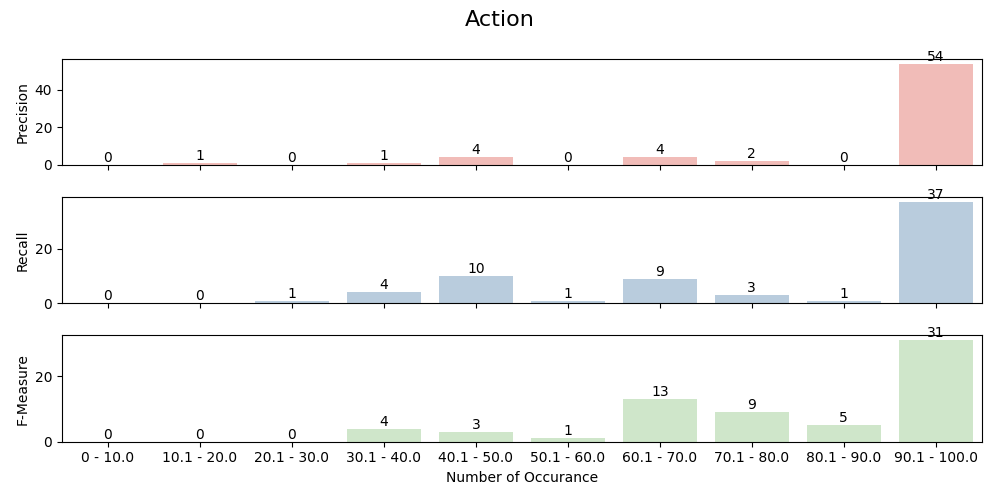 Action
Precision
40
20
0
0 1 0 1 4 0 4 2 0 54
Recall
20
0
0 0 1 4 10 1 9 3 1 37
F-Measure
20
0
0 0 0 4 3 1 13 9 5 31
0 - 10.0 10.1 - 20.0 20.1 - 30.0 30.1 - 40.0 40.1 - 50.0 50.1 - 60.0 60.1 - 70.0 70.1 - 80.0 80.1 - 90.0 90.1 - 100.0
Number of Occurance